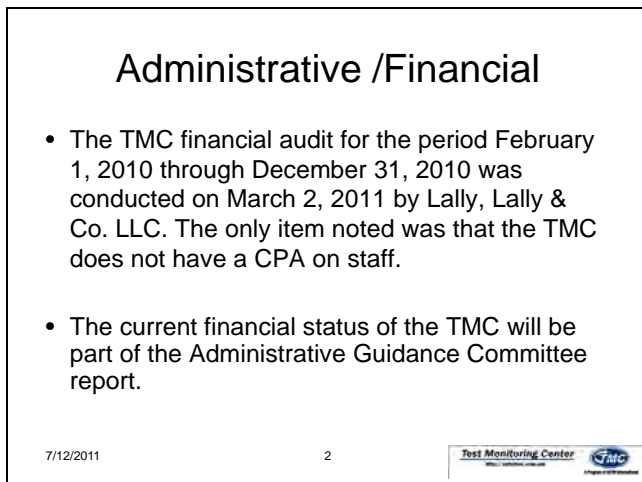 Administrative /Financial
• The TMC financial audit for the period February
1, 2010 through December 31, 2010 was
conducted on March 2, 2011 by Lally, Lally &
Co. LLC. The only item noted was that the TMC
does not have a CPA on staff.
• The current financial status of the TMC will be
part of the Administrative Guidance Committee
report.
7/12/2011
2
Test Monitoring Center
TMC